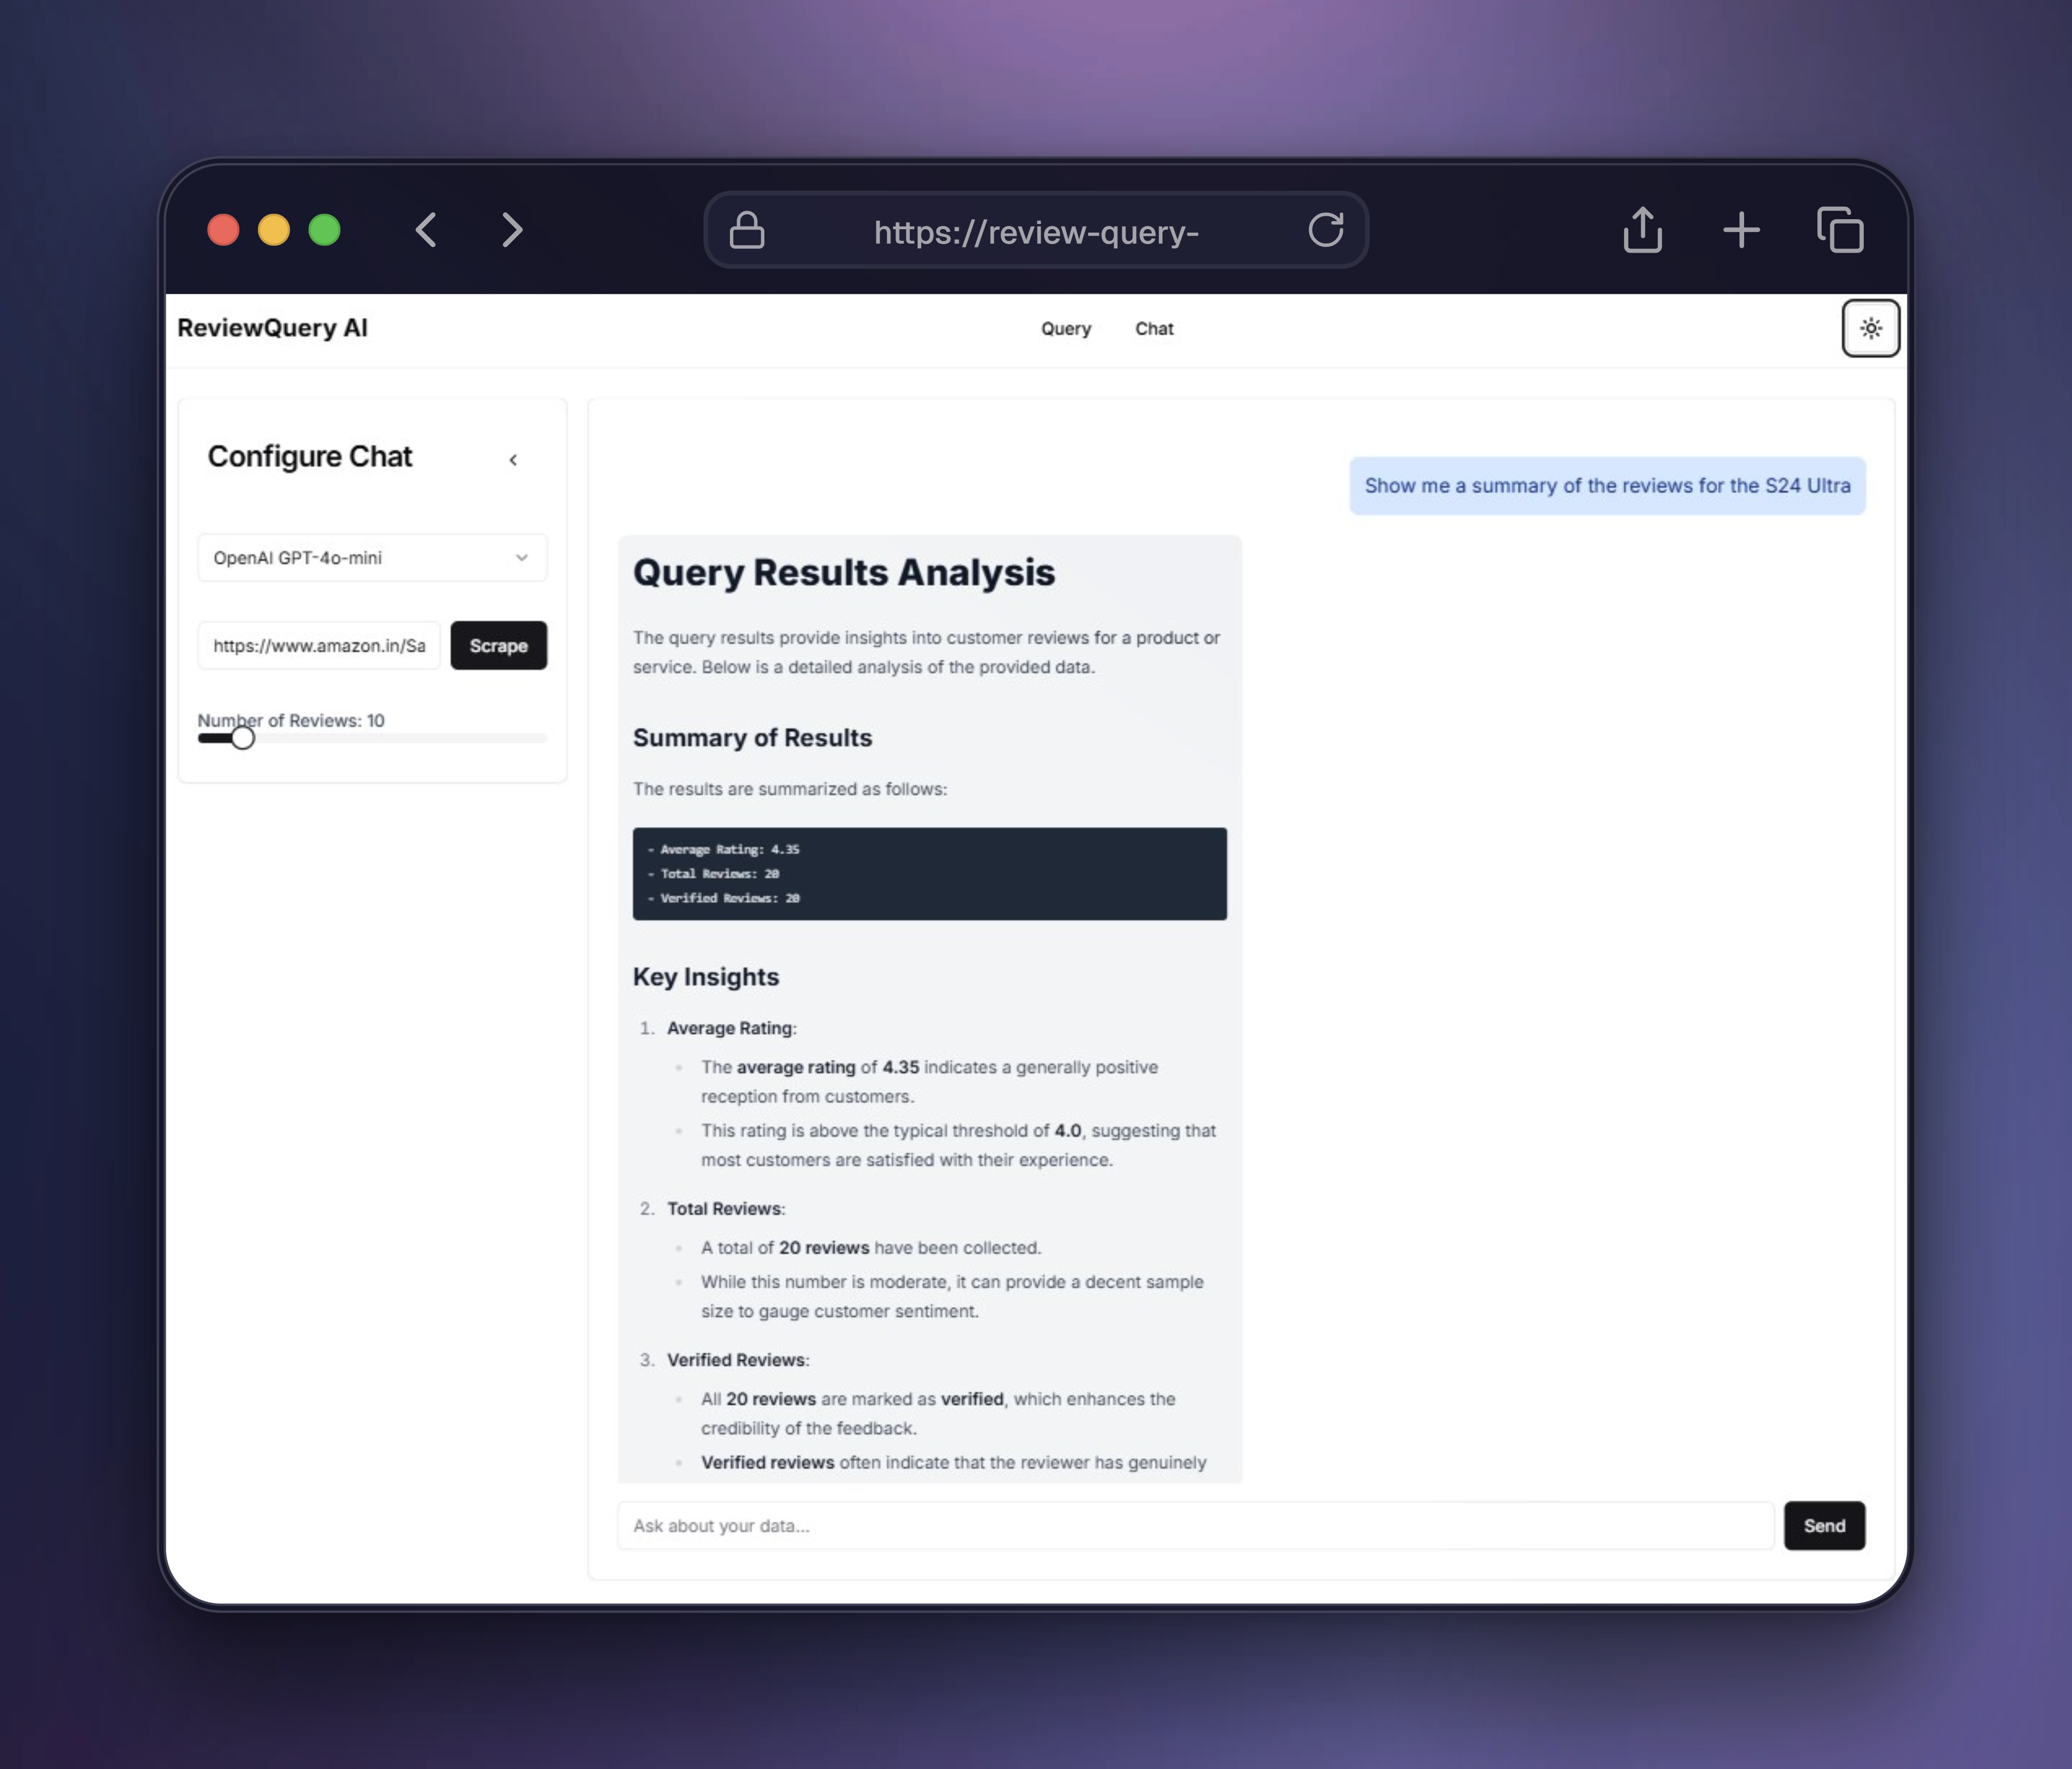 https://review-query-
ReviewQuery AI
Query
Chat
Configure Chat
OpenAI GPT-4o-mini
https://www.amazon.in/Sa
Scrape
Number of Reviews: 10
Show me a summary of the reviews for the S24 Ultra
Query Results Analysis
The query results provide insights into customer reviews for a product or
service. Below is a detailed analysis of the provided data.
Summary of Results
The results are summarized as follows:
- Average Rating: 4.35
- Total Reviews: 20
- Verified Reviews: 20
Key Insights
1. Average Rating:
The average rating of 4.35 indicates a generally positive
reception from customers.
This rating is above the typical threshold of 4.0, suggesting that
most customers are satisfied with their experience.
2. Total Reviews:
A total of 20 reviews have been collected.
While this number is moderate, it can provide a decent sample
size to gauge customer sentiment.
3. Verified Reviews:
All 20 reviews are marked as verified, which enhances the
credibility of the feedback.
Verified reviews often indicate that the reviewer has genuinely
Ask about your data...
Send